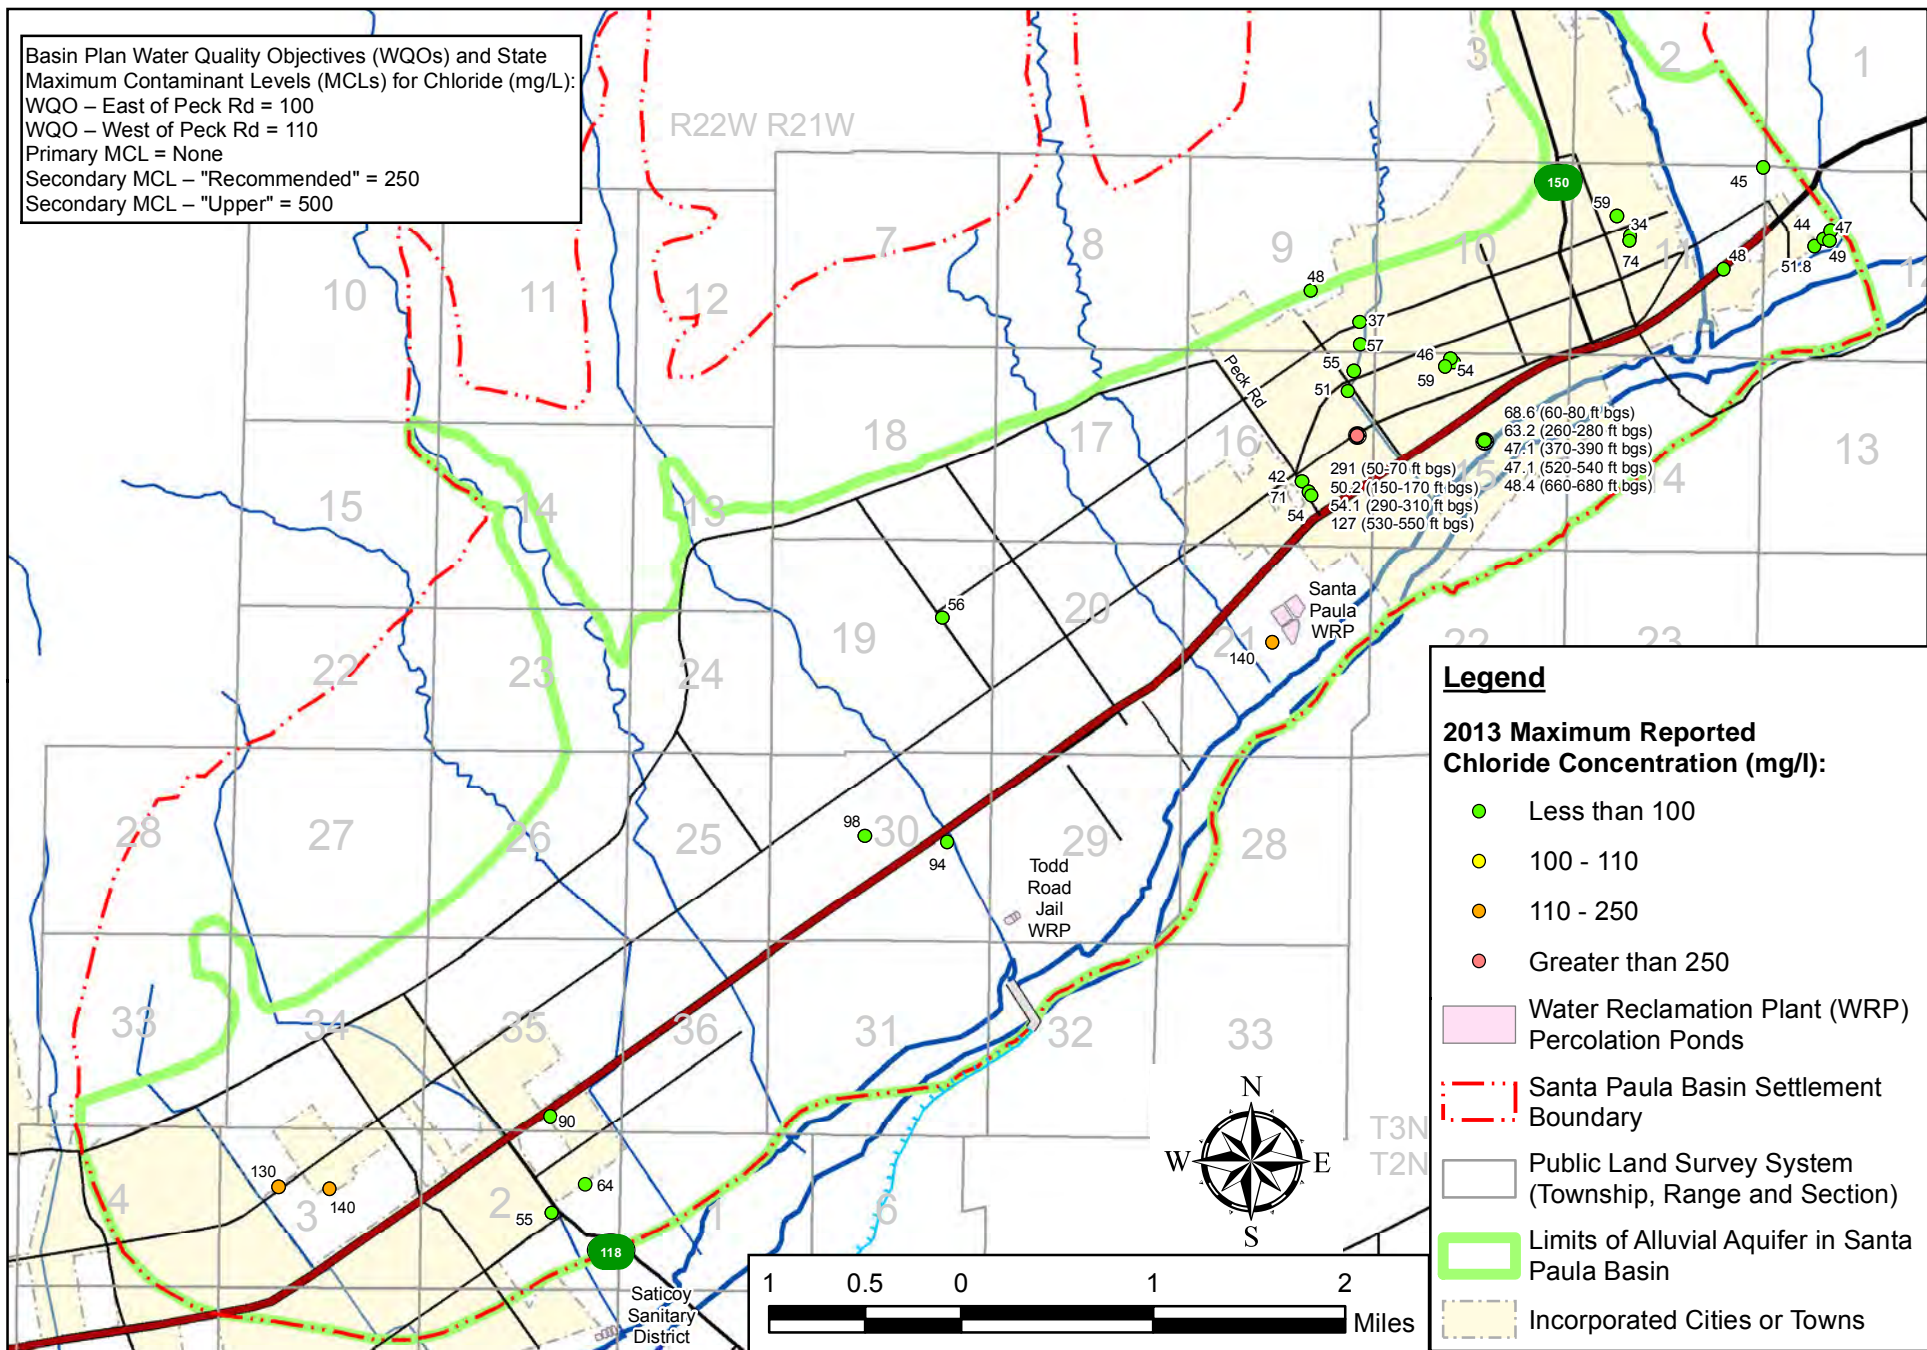 Basin Plan Water Quality Objectives (WQOs) and State
Maximum Contaminant Levels (MCLs) for Chloride (mg/L):
WQO – East of Peck Rd = 100
WQO – West of Peck Rd = 110
Primary MCL = None
Secondary MCL – "Recommended" = 250
Secondary MCL – "Upper" = 500
R22W R21W
3
2
1
150
45
59
34
74
44
47
49
51.8
48
7
8
9
10
11
12
10
11
12
48
37
57
55
51
46
54
59
Peck Rd
68.6 (60-80 ft bgs)
63.2 (260-280 ft bgs)
47.1 (370-390 ft bgs)
47.1 (520-540 ft bgs)
48.4 (660-680 ft bgs)
15
14
13
18
17
16
13
42
71
54
291 (50-70 ft bgs)
50.2 (150-170 ft bgs)
54.1 (290-310 ft bgs)
127 (530-550 ft bgs)
15
4
13
56
19
20
21
22
23
Santa
Paula
WRP
140
22
23
24
28
27
26
25
98
30
94
29
28
Todd
Road
Jail
WRP
33
34
35
36
31
32
33
90
130
140
64
55
4
3
2
1
6
118
Saticoy
Sanitary
District
T3N
T2N
N
W
E
S
1
0.5
0
1
2
Miles
Legend
2013 Maximum Reported
Chloride Concentration (mg/l):
Less than 100
100 - 110
110 - 250
Greater than 250
Water Reclamation Plant (WRP)
Percolation Ponds
Santa Paula Basin Settlement
Boundary
Public Land Survey System
(Township, Range and Section)
Limits of Alluvial Aquifer in Santa
Paula Basin
Incorporated Cities or Towns